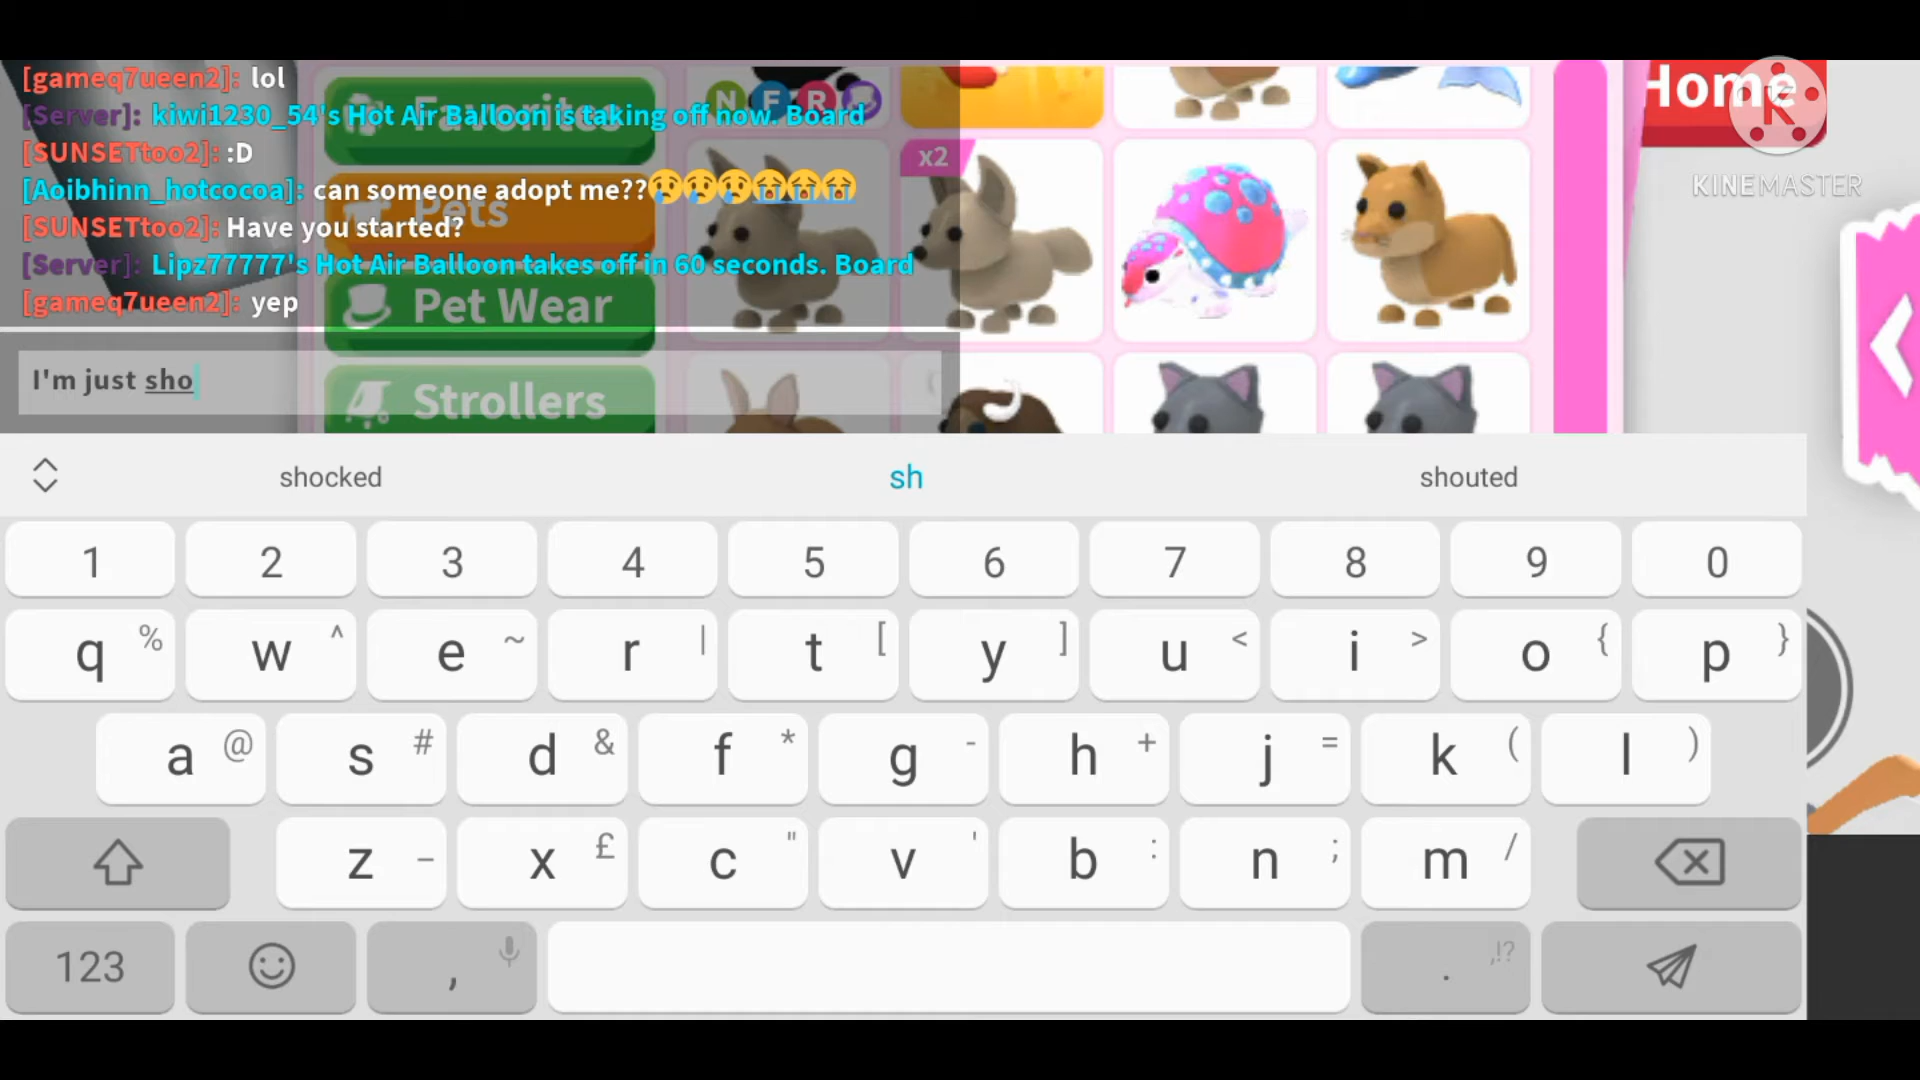 [gameq7ueen2]: lol
[Server]: kiwi1230_54's Hot Air Balloon is taking off now. Board
[SUNSETtoo2]: :D
[Aoibhinn_hotcocoa]: can someone adopt me??😢😢😢😭😭😭
[SUNSETtoo2]: Have you started?
[Server]: Lipz77777's Hot Air Balloon takes off in 60 seconds. Board
[gameq7ueen2]: yep
I'm just sho
Favorites
Pets
Pet Wear
Strollers
N F R
x2
Home
K
KINEMASTER
shocked sh shouted
1 2 3 4 5 6 7 8 9 0
q % w ^ e ~ r | t [ y ] u < i > o { p }
a @ s # d & f * g - h + j = k ( l )
z _ x £ c " v ' b : n ; m /
123 , . ,!?